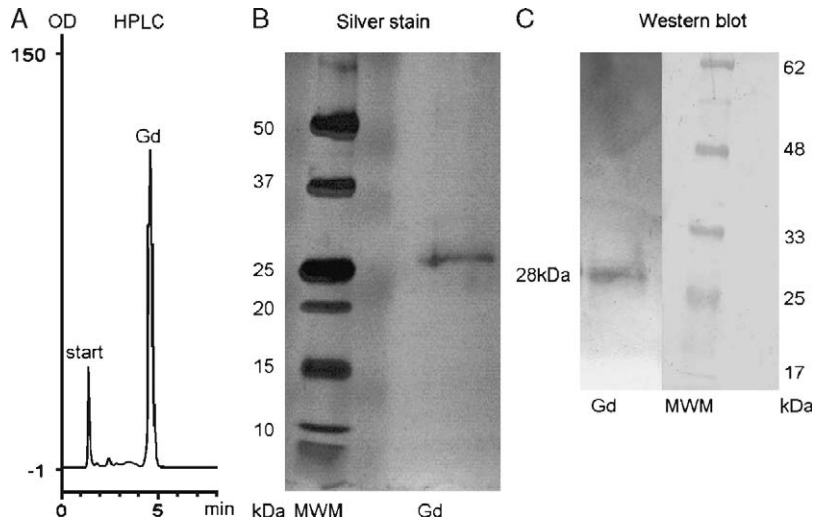 A OD HPLC
150
Gd
start
-1
0 5 min
B Silver stain
50
37
25
20
15
10
kDa MWM Gd
C Western blot
62
48
33
28kDa
25
17
Gd MWM kDa